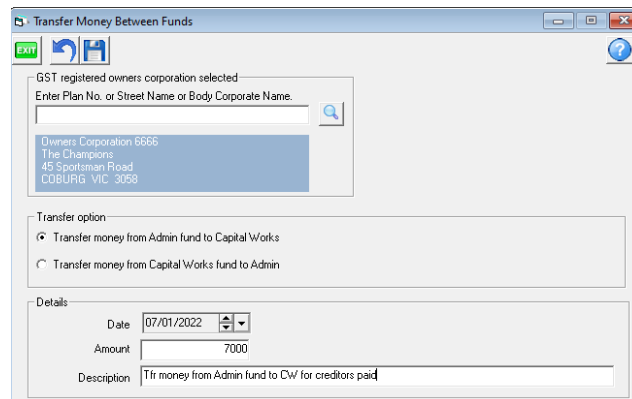 Transfer Money Between Funds
EXIT
?
GST registered owners corporation selected
Enter Plan No. or Street Name or Body Corporate Name.
Owners Corporation 6666
The Champions
45 Sportsman Road
COBURG VIC 3058
Transfer option
Transfer money from Admin fund to Capital Works
Transfer money from Capital Works fund to Admin
Details
Date 07/01/2022
Amount 7000
Description Tfr money from Admin fund to CW for creditors paid